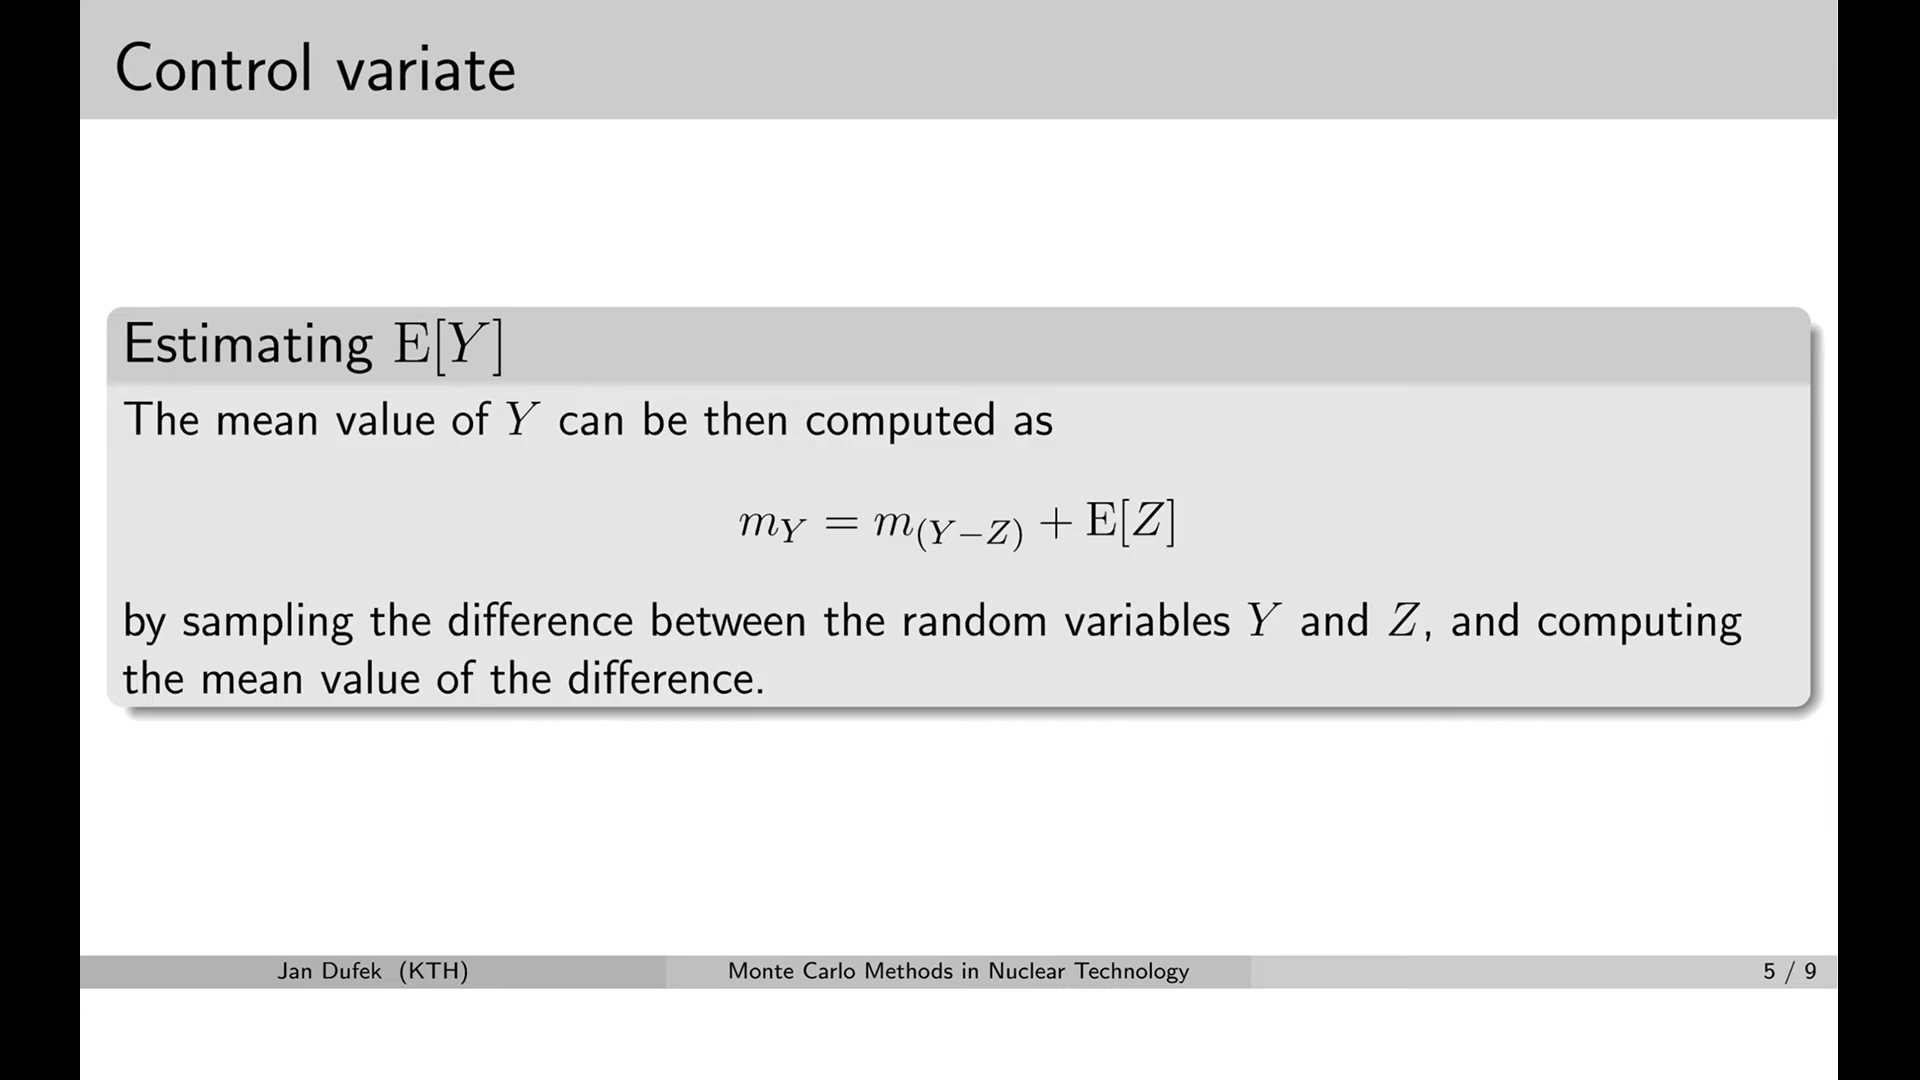 Control variate
Estimating E[Y]
The mean value of Y can be then computed as
m_Y = m_(Y−Z) + E[Z]
by sampling the difference between the random variables Y and Z, and computing
the mean value of the difference.
Jan Dufek (KTH) Monte Carlo Methods in Nuclear Technology 5 / 9